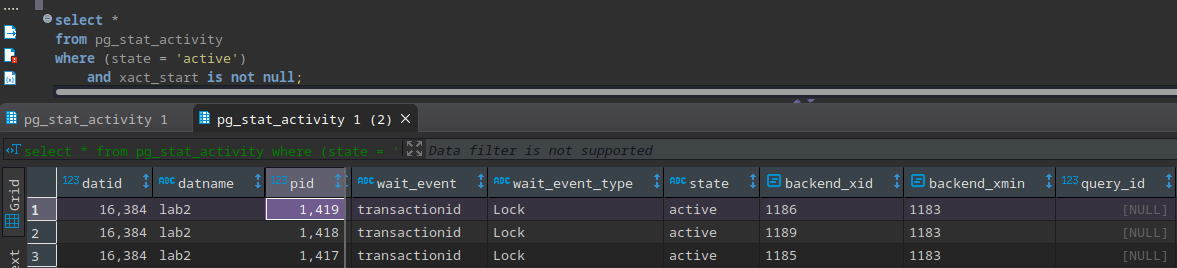 select *
from pg_stat_activity
where (state = 'active')
and xact_start is not null;
pg_stat_activity 1
pg_stat_activity 1 (2)
select * from pg_stat_activity where (state = '
Data filter is not supported
Grid
123 datid ABC datname 123 pid ABC wait_event ABC wait_event_type ABC state backend_xid backend_xmin 123 query_id
1 16,384 lab2 1,419 transactionid Lock active 1186 1183 [NULL]
2 16,384 lab2 1,418 transactionid Lock active 1189 1183 [NULL]
3 16,384 lab2 1,417 transactionid Lock active 1185 1183 [NULL]